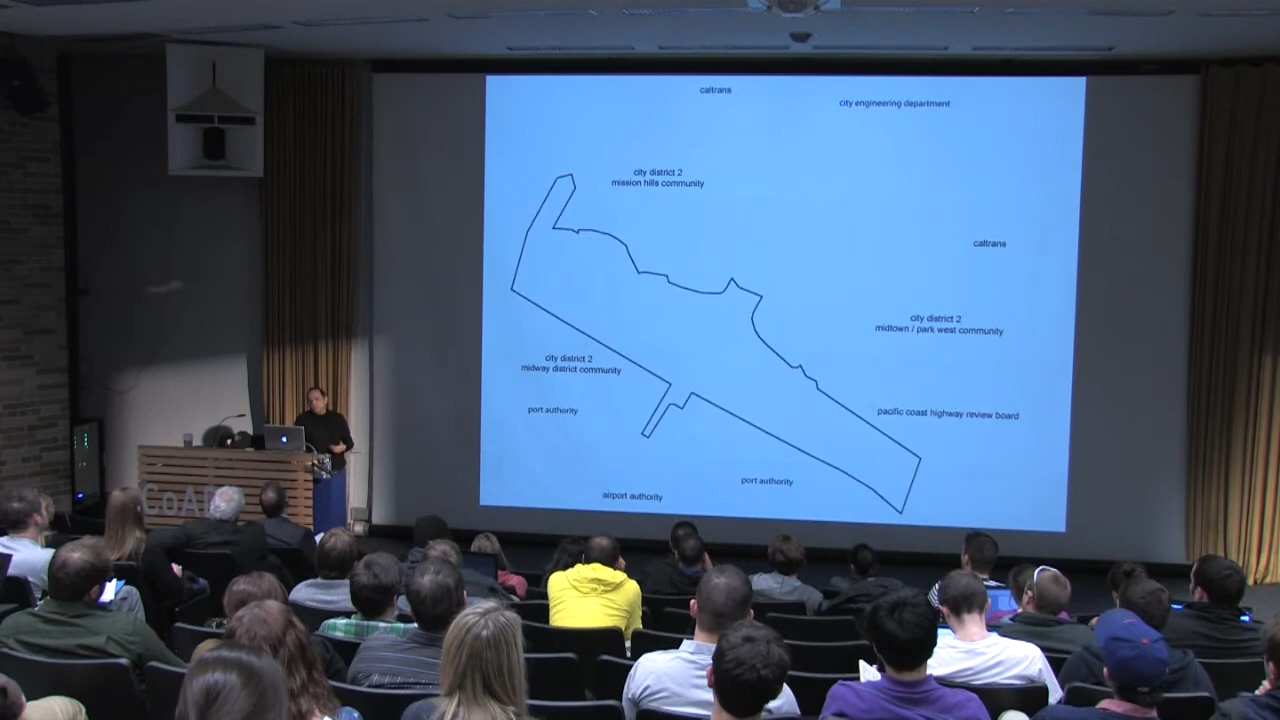 caltrans
city engineering department
city district 2
mission hills community
caltrans
city district 2
midtown / park west community
city district 2
midway district community
port authority
pacific coast highway review board
port authority
airport authority
CoA